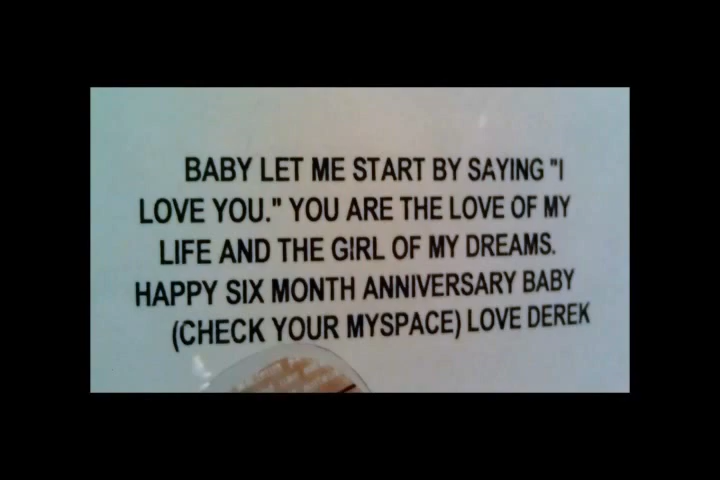 BABY LET ME START BY SAYING "I
LOVE YOU." YOU ARE THE LOVE OF MY
LIFE AND THE GIRL OF MY DREAMS.
HAPPY SIX MONTH ANNIVERSARY BABY
(CHECK YOUR MYSPACE) LOVE DEREK